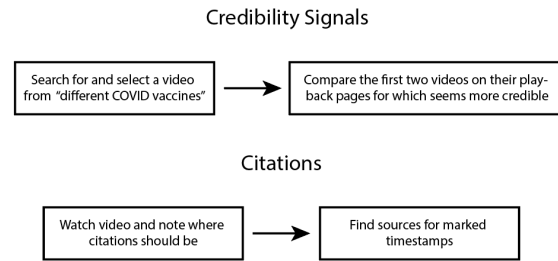 Credibility Signals
Search for and select a video
from “different COVID vaccines”
Compare the first two videos on their play-
back pages for which seems more credible
Citations
Watch video and note where
citations should be
Find sources for marked
timestamps